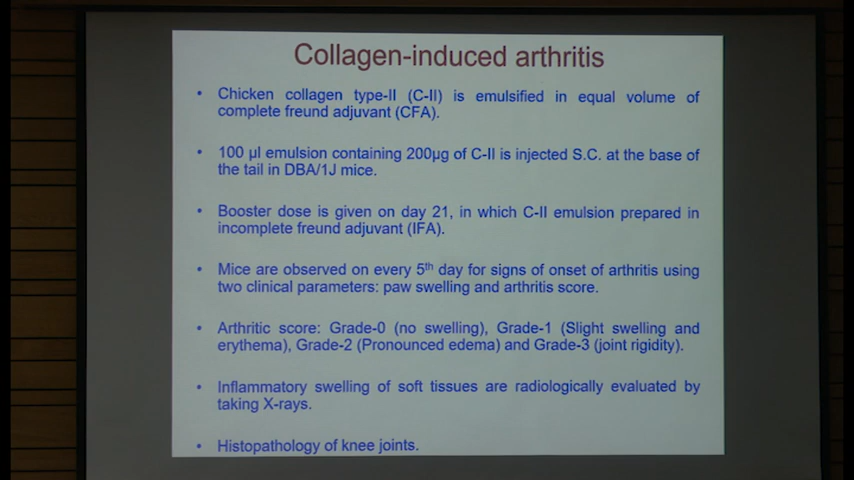 Collagen-induced arthritis
• Chicken collagen type-II (C-II) is emulsified in equal volume of
complete freund adjuvant (CFA).
• 100 µl emulsion containing 200µg of C-II is injected S.C. at the base of
the tail in DBA/1J mice.
• Booster dose is given on day 21, in which C-II emulsion prepared in
incomplete freund adjuvant (IFA).
• Mice are observed on every 5th day for signs of onset of arthritis using
two clinical parameters: paw swelling and arthritis score.
• Arthritic score: Grade-0 (no swelling), Grade-1 (Slight swelling and
erythema), Grade-2 (Pronounced edema) and Grade-3 (joint rigidity).
• Inflammatory swelling of soft tissues are radiologically evaluated by
taking X-rays.
• Histopathology of knee joints.